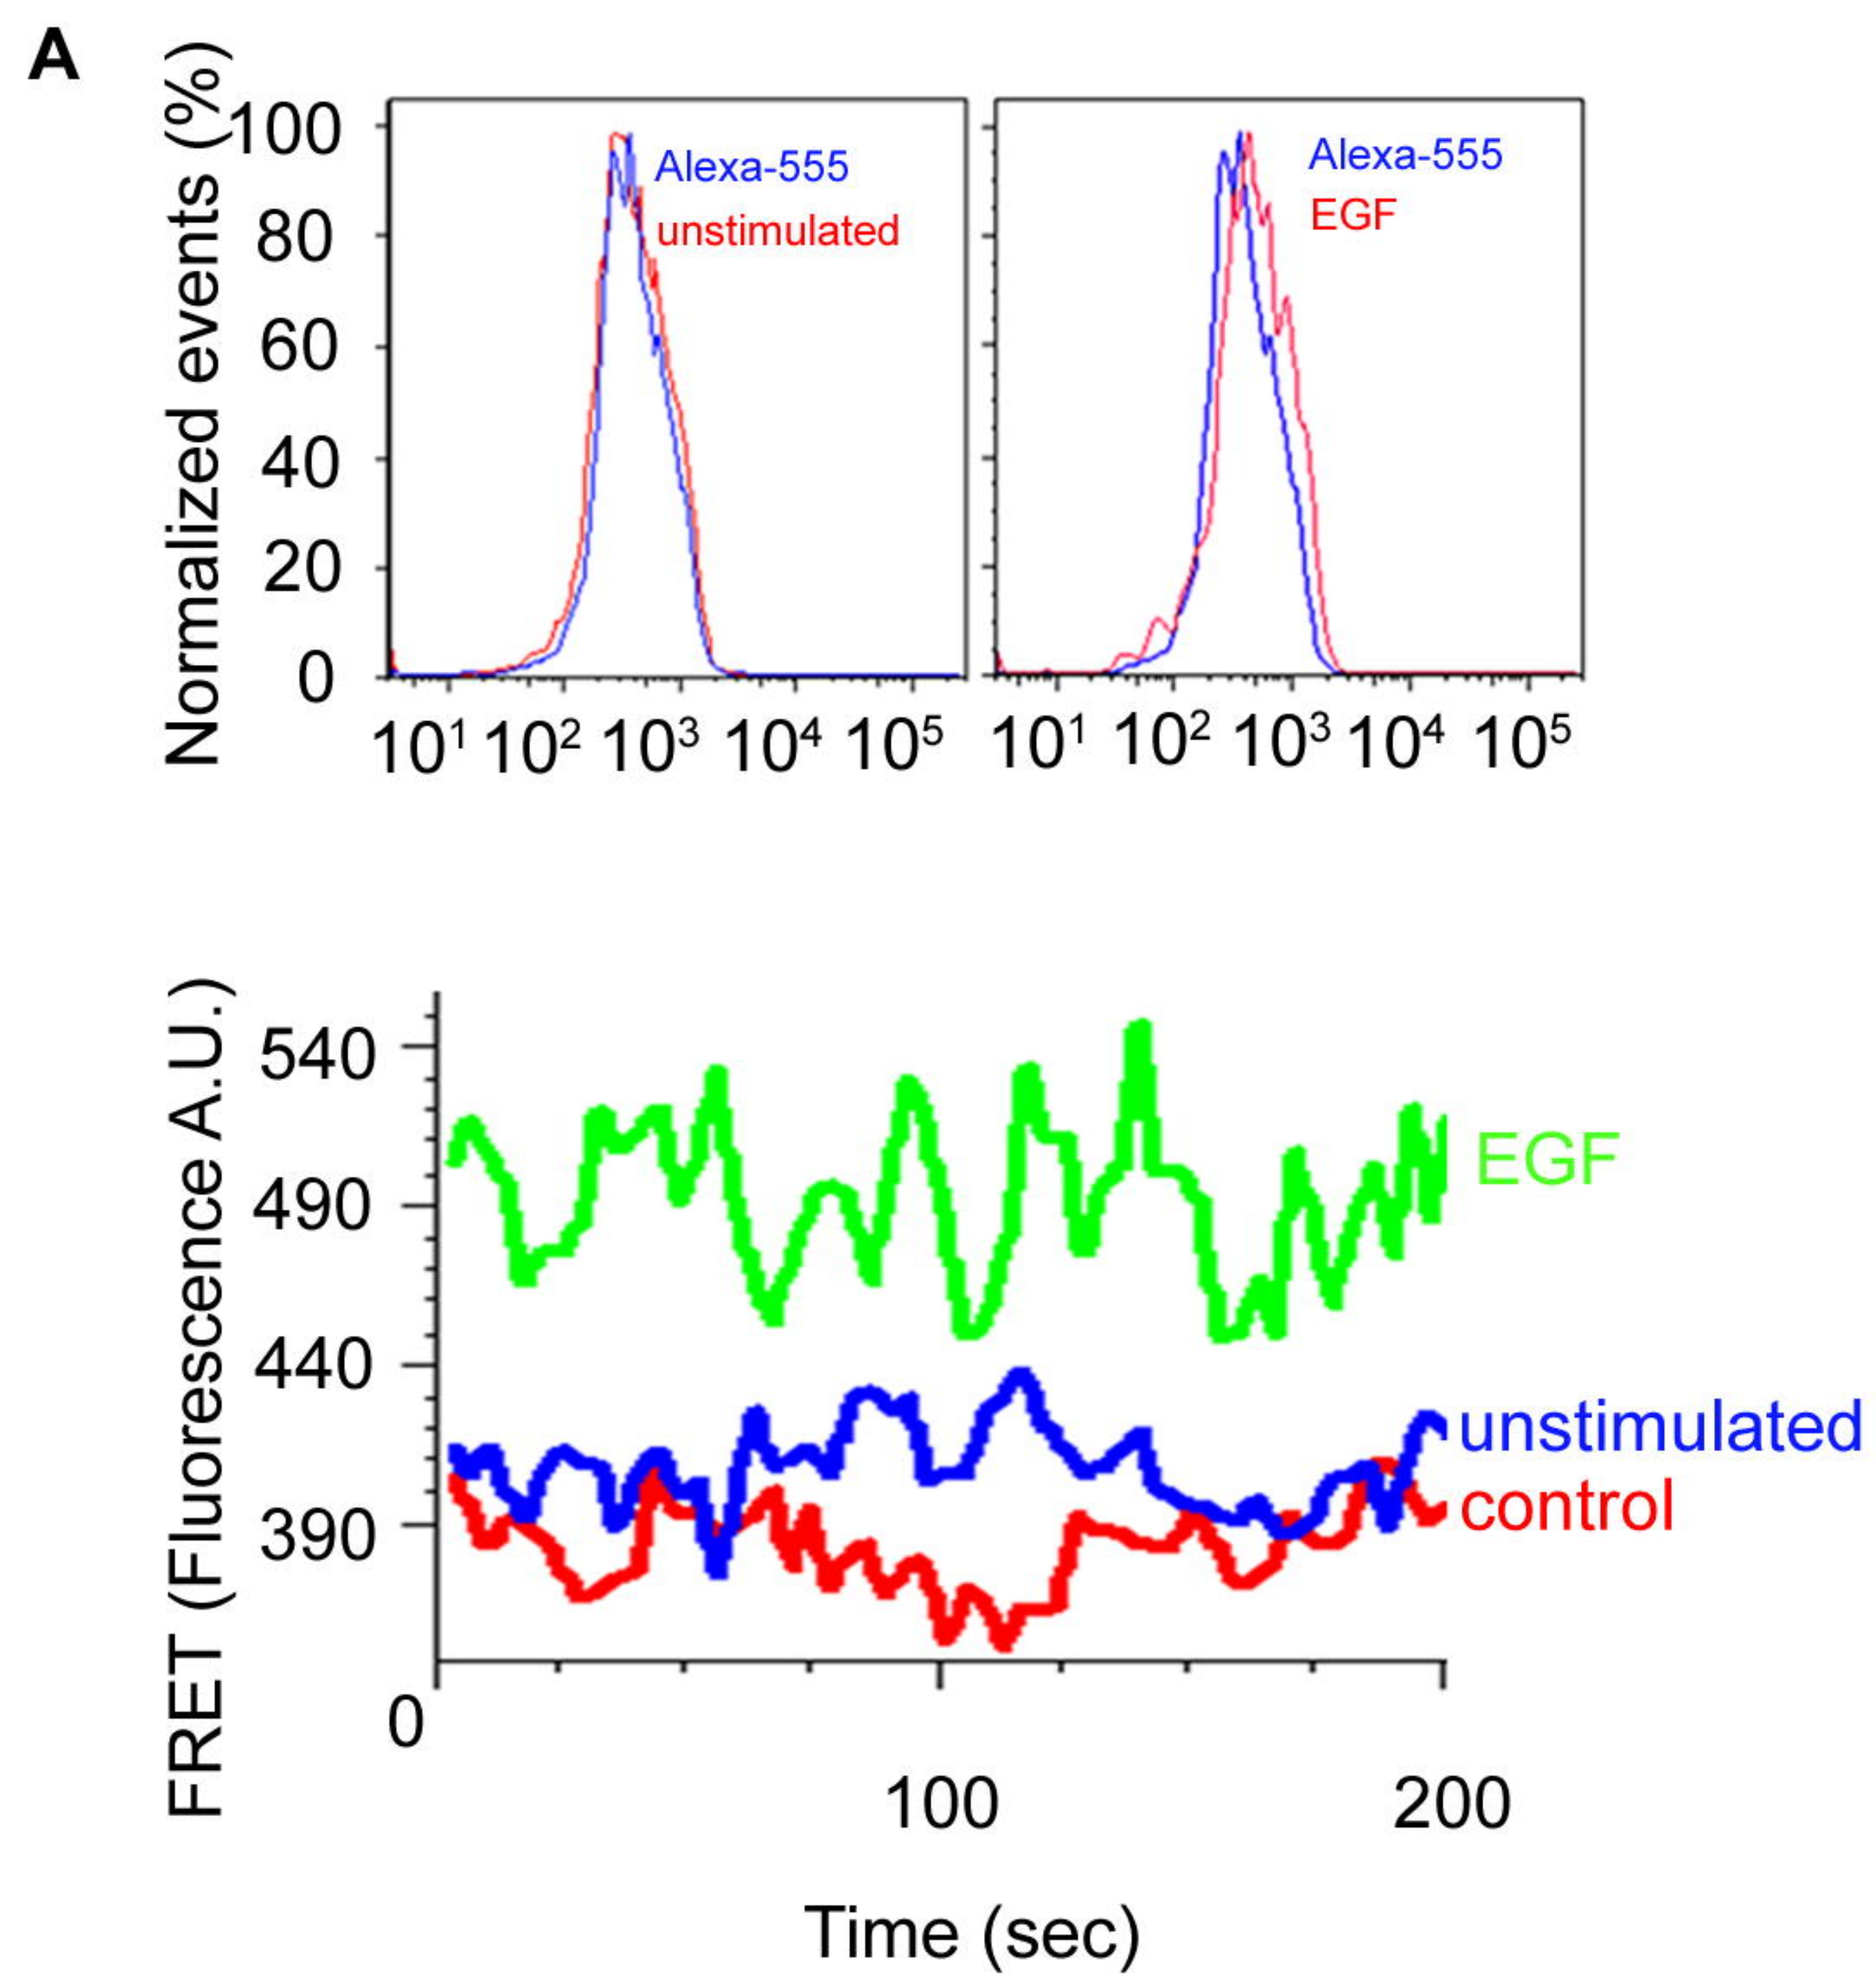 A
Normalized events (%)
100
80
60
40
20
0
Alexa-555
unstimulated
Alexa-555
EGF
10¹ 10² 10³ 10⁴ 10⁵
10¹ 10² 10³ 10⁴ 10⁵
FRET (Fluorescence A.U.)
540
490
440
390
0
EGF
unstimulated
control
100
200
Time (sec)